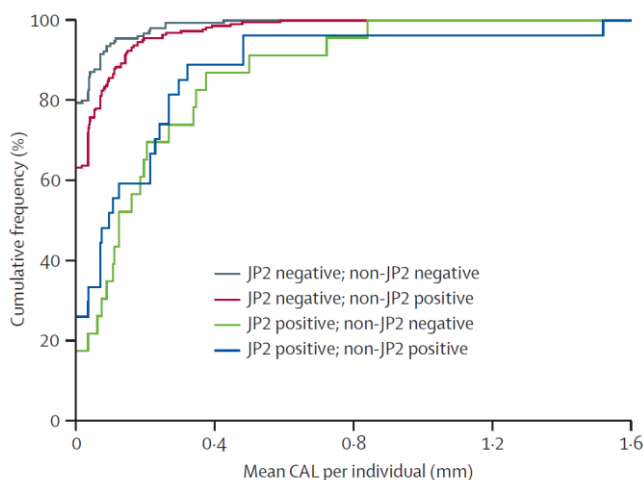 100
80
60
40
20
0
Cumulative frequency (%)
JP2 negative; non-JP2 negative
JP2 negative; non-JP2 positive
JP2 positive; non-JP2 negative
JP2 positive; non-JP2 positive
0 0·4 0·8 1·2 1·6
Mean CAL per individual (mm)